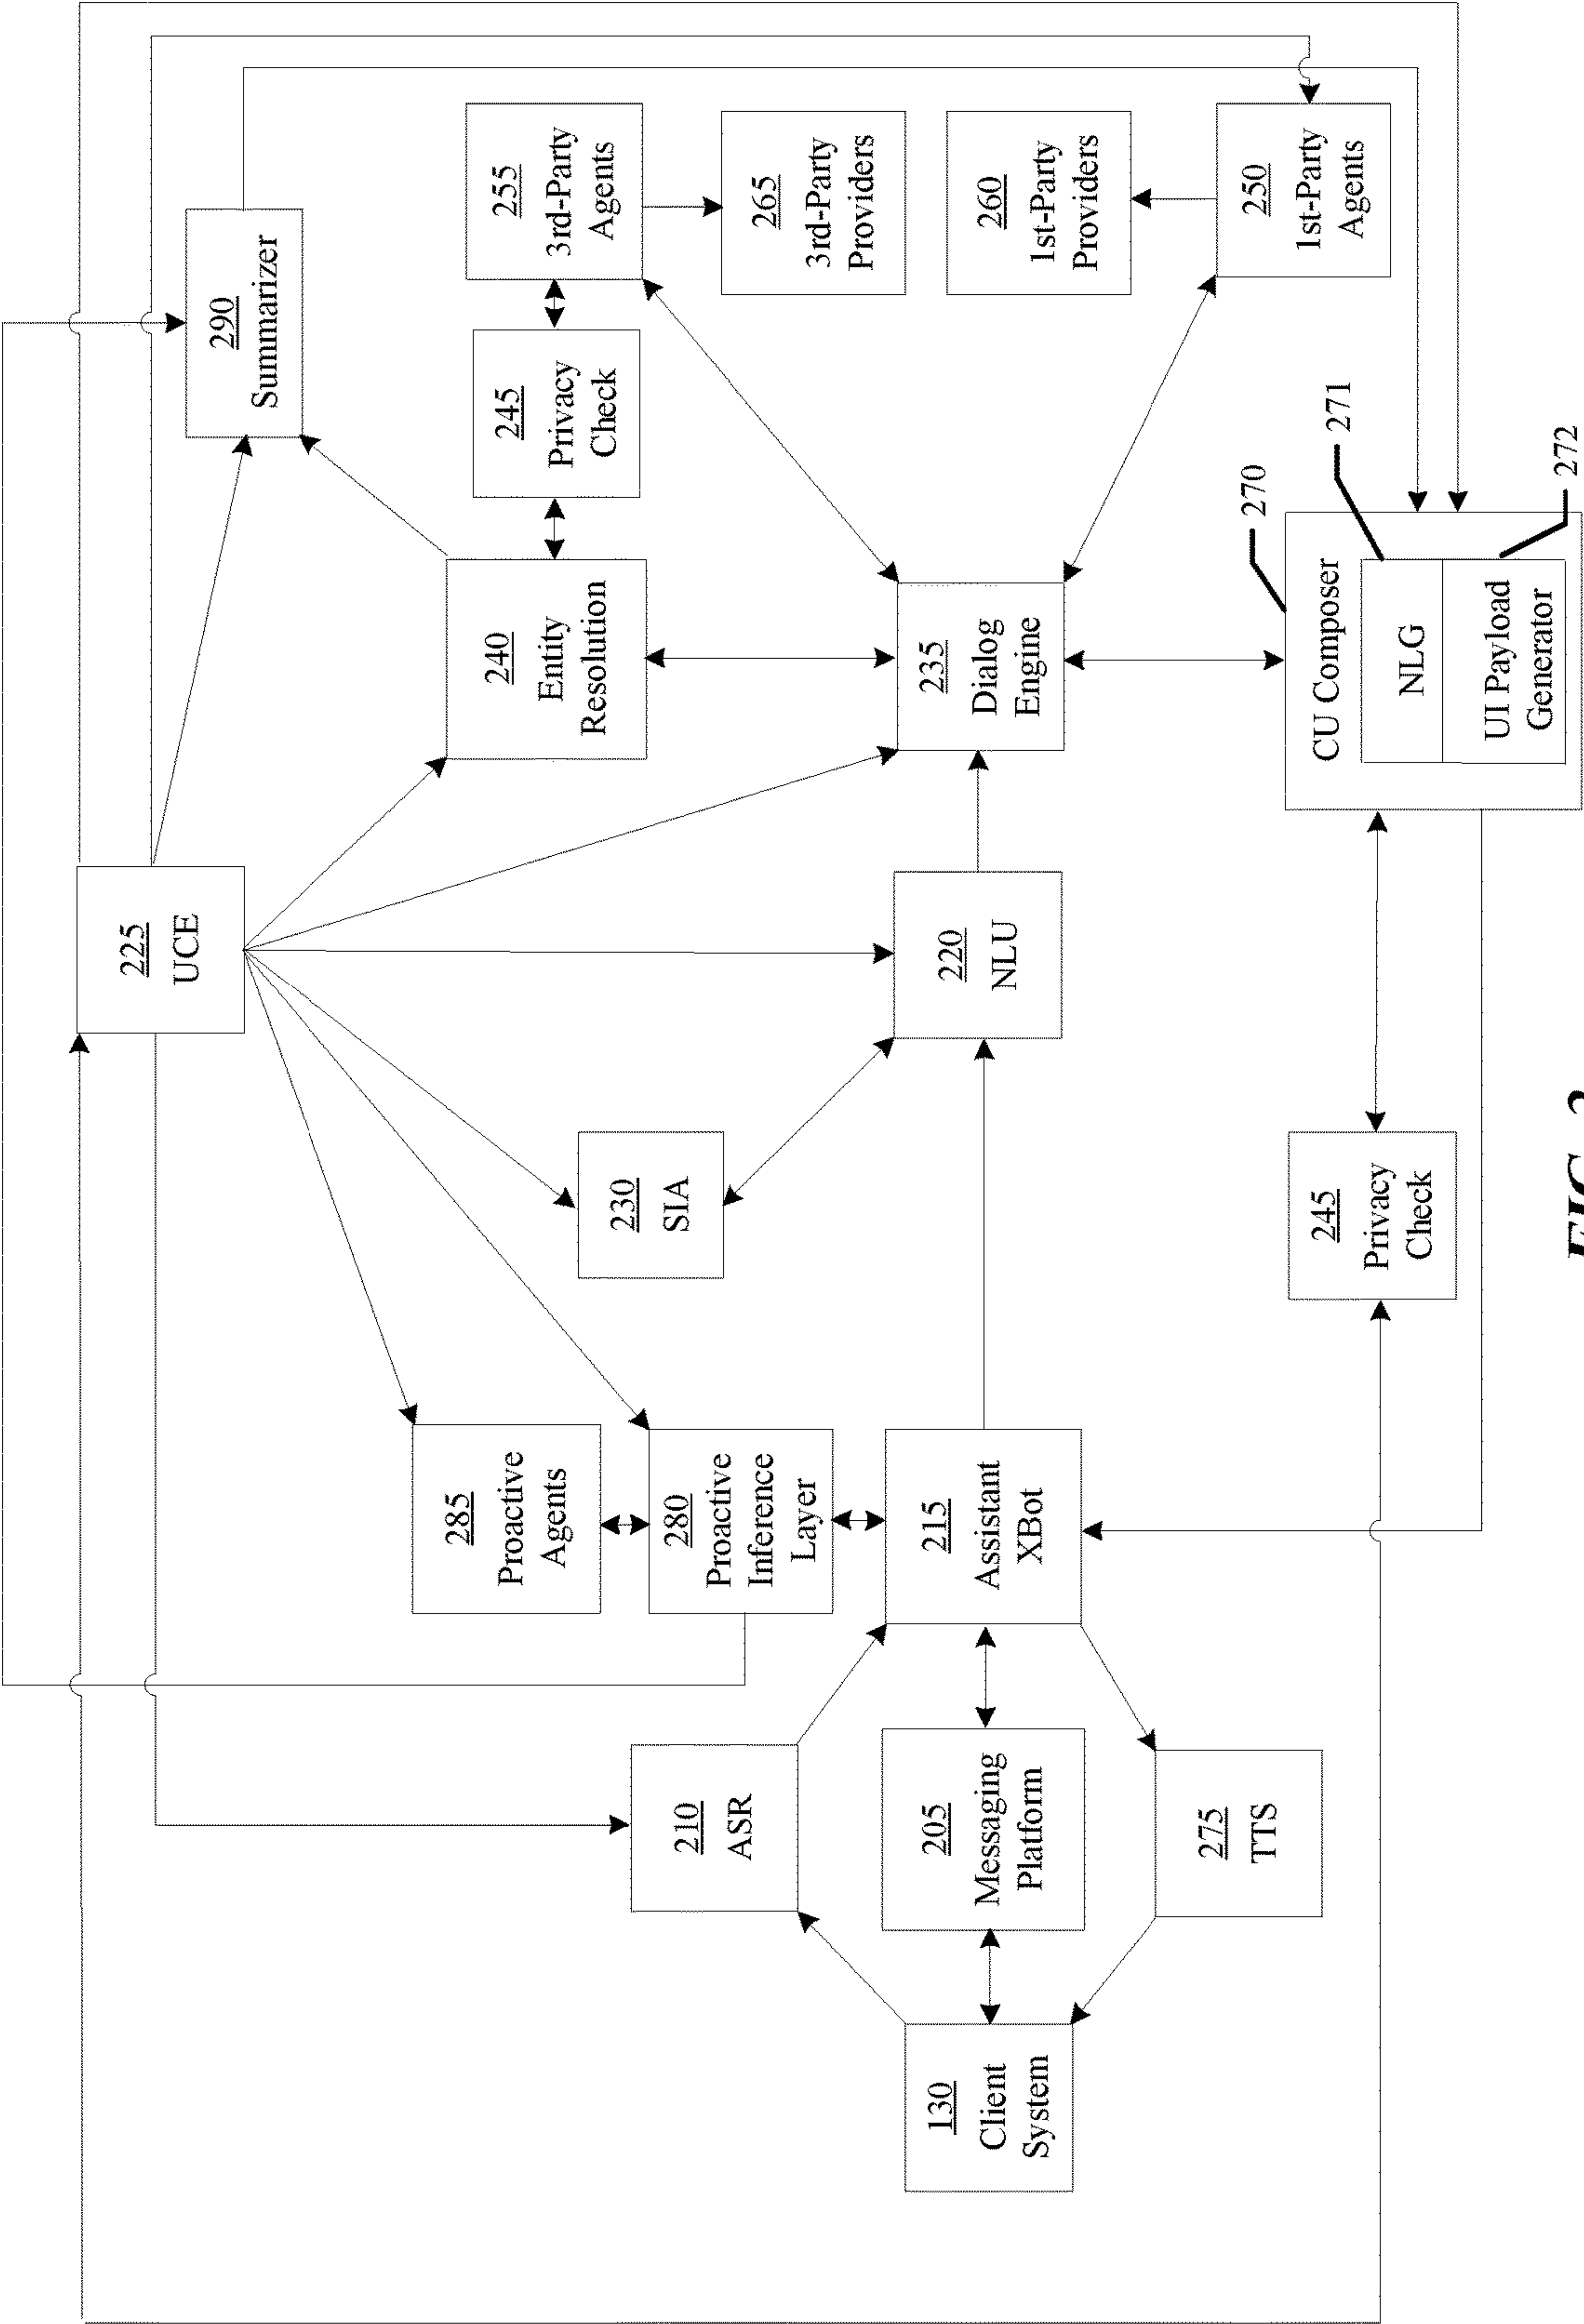 225
UCE
290
Summarizer
285
Proactive
Agents
240
Entity
Resolution
245
Privacy
Check
255
3rd-Party
Agents
210
ASR
280
Proactive
Inference
Layer
230
SIA
265
3rd-Party
Providers
130
Client
System
205
Messaging
Platform
215
Assistant
XBot
220
NLU
235
Dialog
Engine
260
1st-Party
Providers
275
TTS
250
1st-Party
Agents
245
Privacy
Check
270
CU Composer
271
NLG
UI Payload
Generator
272